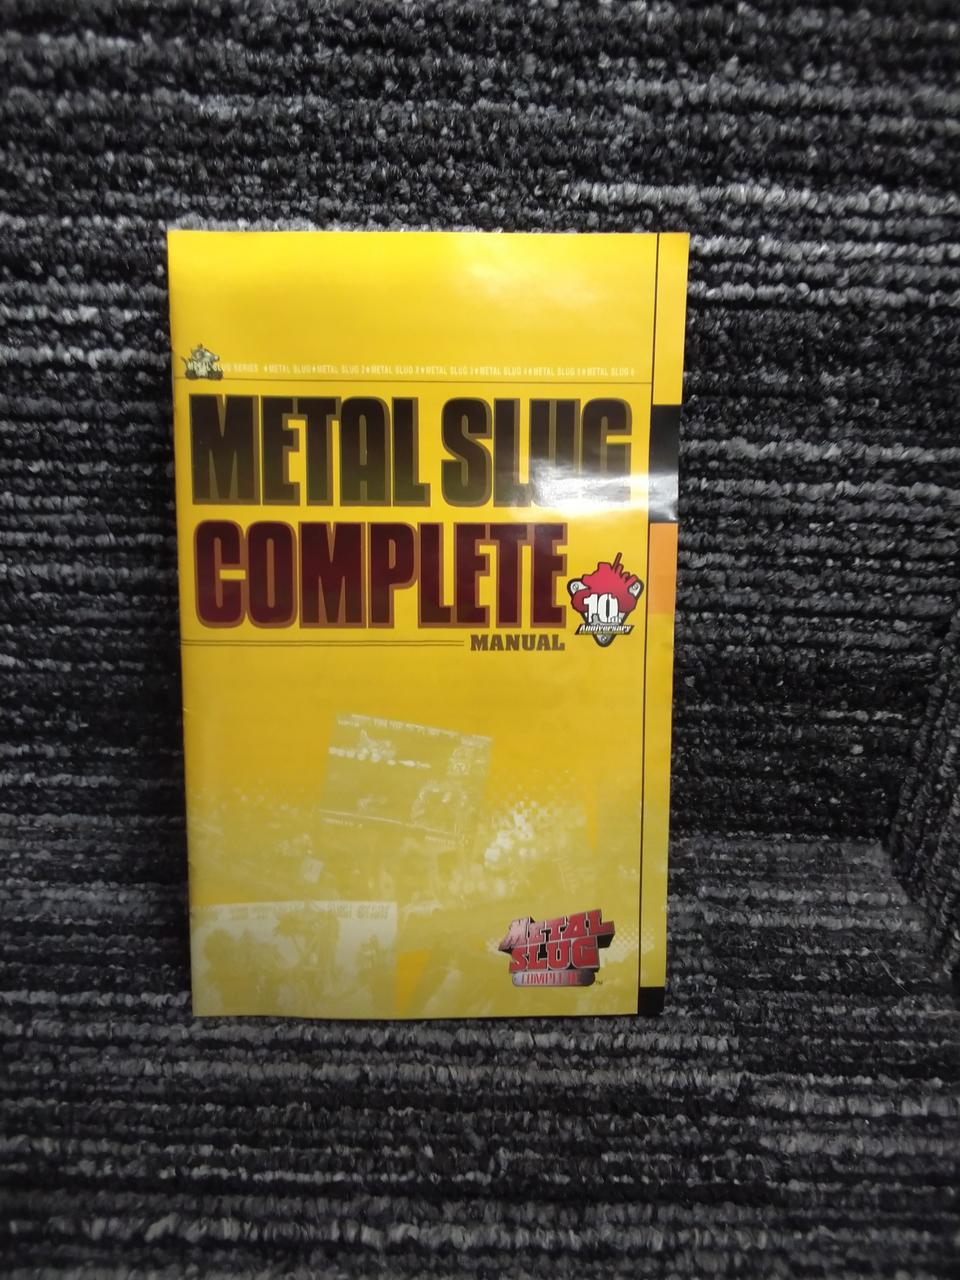 METAL SLUG SERIES ★METAL SLUG★METAL SLUG 2★METAL SLUG X★METAL SLUG 3★METAL SLUG 4★METAL SLUG 5★METAL SLUG 6
METAL SLUG
COMPLETE
10th
Anniversary
MANUAL
METAL
SLUG
COMPLETE
TM